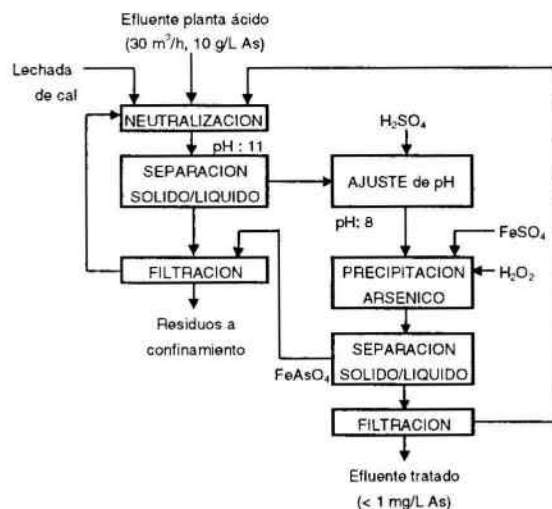 Efluente planta ácido
(30 m³/h, 10 g/L As)
Lechada
de cal
NEUTRALIZACION
pH : 11
H₂SO₄
SEPARACION
SOLIDO/LIQUIDO
AJUSTE de pH
pH: 8
FeSO₄
FILTRACION
PRECIPITACION
ARSENICO
H₂O₂
Residuos a
confinamiento
FeAsO₄
SEPARACION
SOLIDO/LIQUIDO
FILTRACION
Efluente tratado
(< 1 mg/L As)